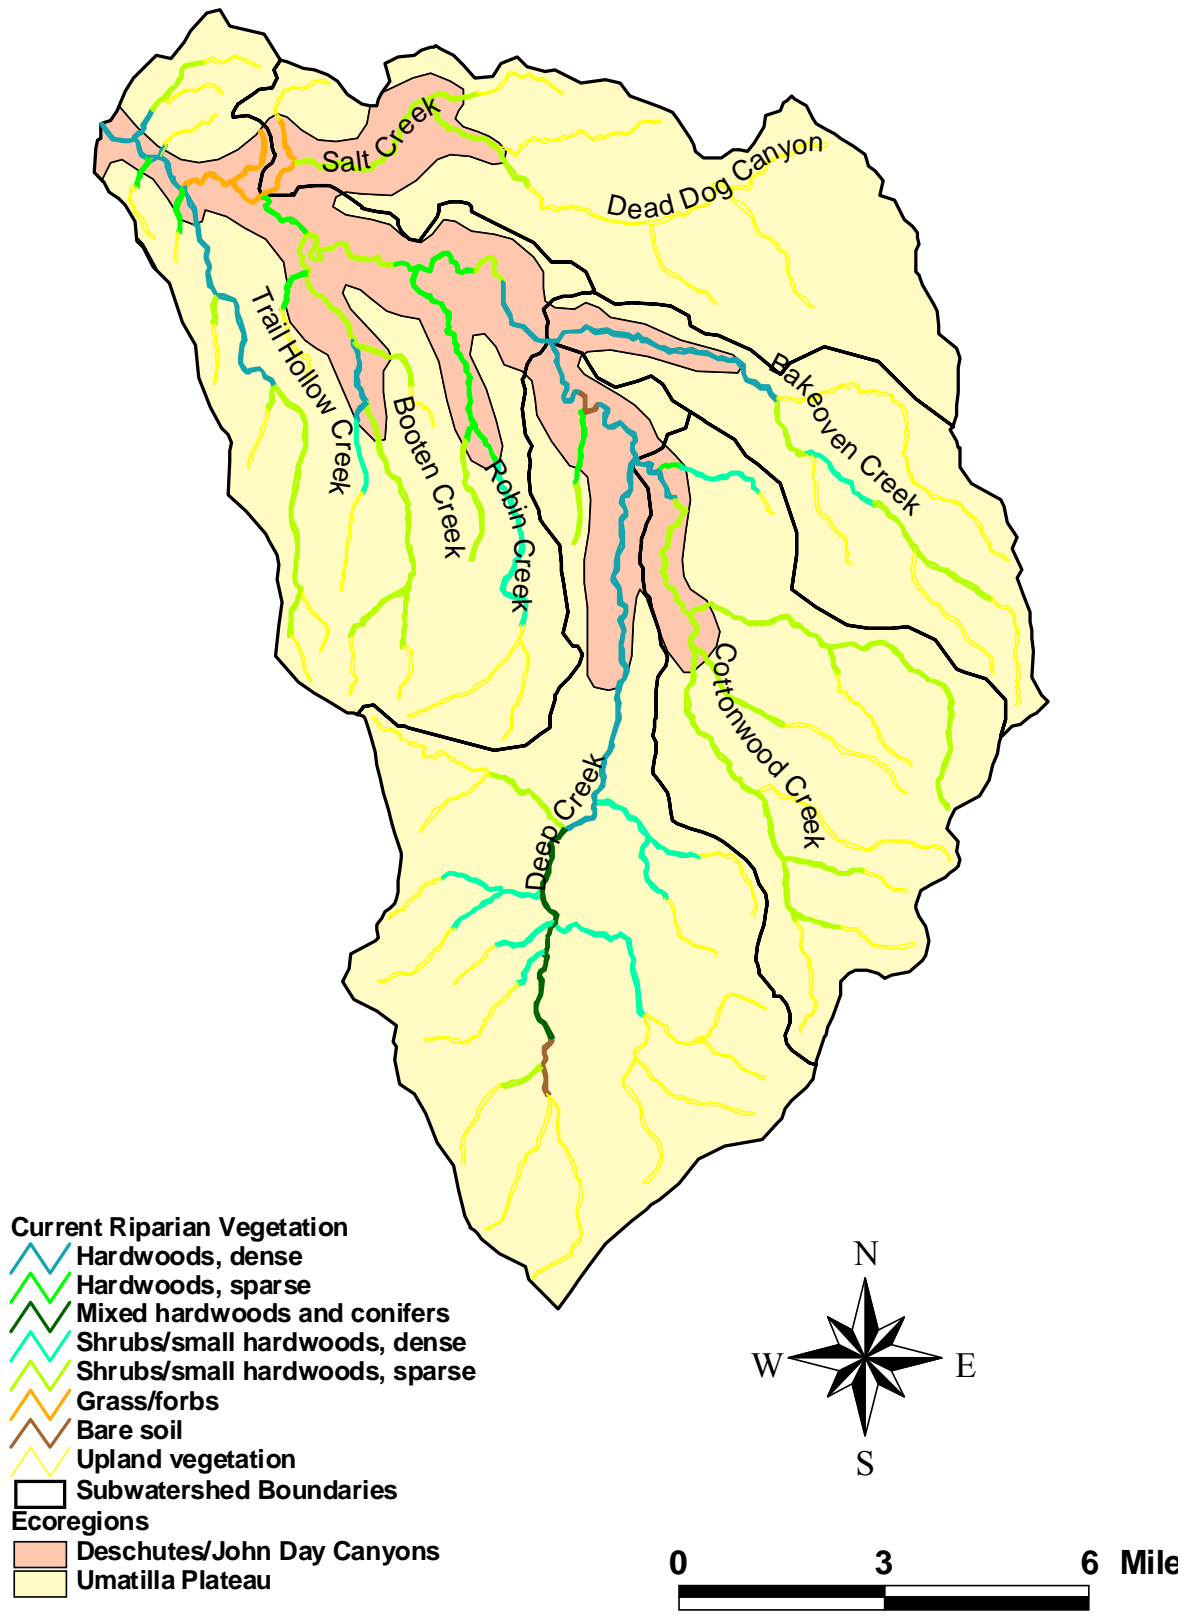 Salt Creek
Dead Dog Canyon
Trail Hollow Creek
Booten Creek
Robin Creek
Bakeoven Creek
Cottonwood Creek
Deep Creek
Current Riparian Vegetation
Hardwoods, dense
Hardwoods, sparse
Mixed hardwoods and conifers
Shrubs/small hardwoods, dense
Shrubs/small hardwoods, sparse
Grass/forbs
Bare soil
Upland vegetation
Subwatershed Boundaries
Ecoregions
Deschutes/John Day Canyons
Umatilla Plateau
N
W E
S
0 3 6 Mile